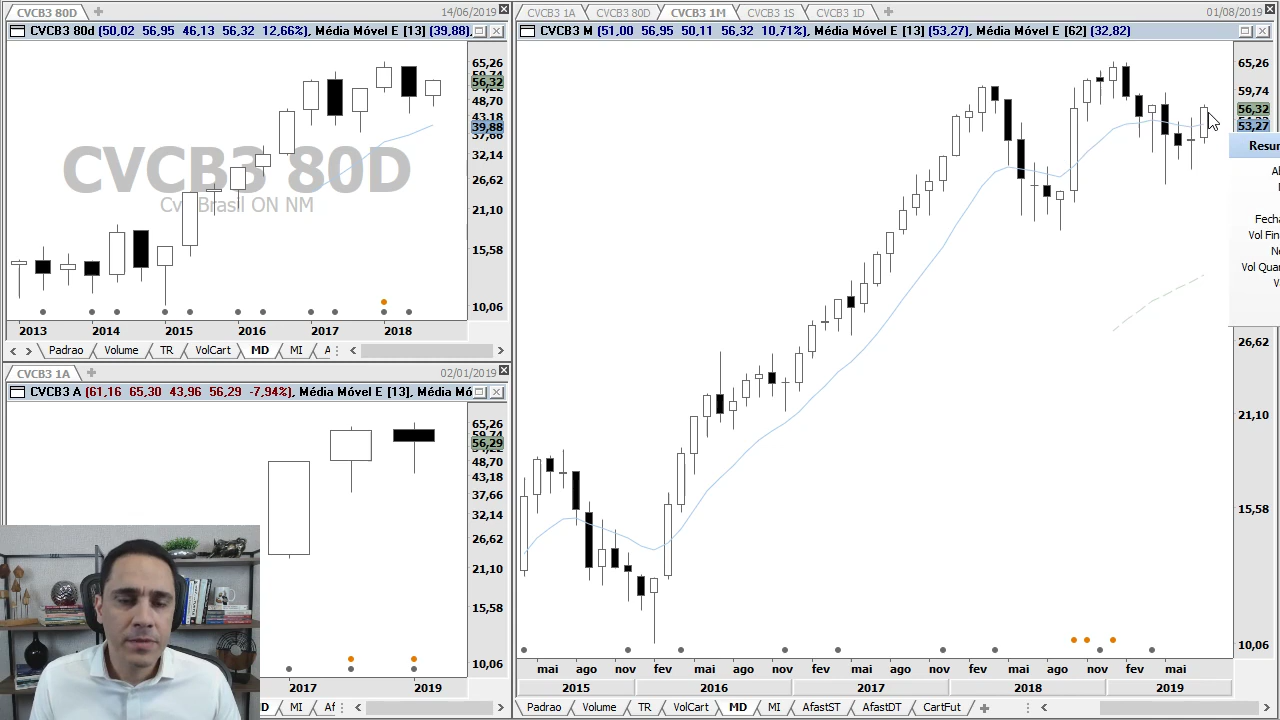 CVCB3 80D
14/06/2019
CVCB3 80d (50,02 56,95 46,13 56,32 12,66%), Média Móvel E [13] (39,88),
65,26
56,32
48,70
43,18
39,88
32,14
26,62
21,10
15,58
10,06
CVCB3 80D
Cvc Brasil ON NM
2013 2014 2015 2016 2017 2018
Padrao Volume TR VolCart MD MI A
CVCB3 1A
02/01/2019
CVCB3 A (61,16 65,30 43,96 56,29 -7,94%), Média Móvel E [13], Média Mó
65,26
56,29
48,70
43,18
37,66
32,14
26,62
21,10
15,58
10,06
2017 2019
D MI Af
CVCB3 1A CVCB3 80D CVCB3 1M CVCB3 1S CVCB3 1D
01/08/2019
CVCB3 M (51,00 56,95 50,11 56,32 10,71%), Média Móvel E [13] (53,27), Média Móvel E [62] (32,82)
65,26
59,74
56,32
53,27
Resum
Fecha
Vol Fin
Vol Quan
26,62
21,10
15,58
10,06
mai ago nov fev mai ago nov fev mai ago nov fev mai ago nov fev mai
2015 2016 2017 2018 2019
Padrao Volume TR VolCart MD MI AfastST AfastDT CartFut